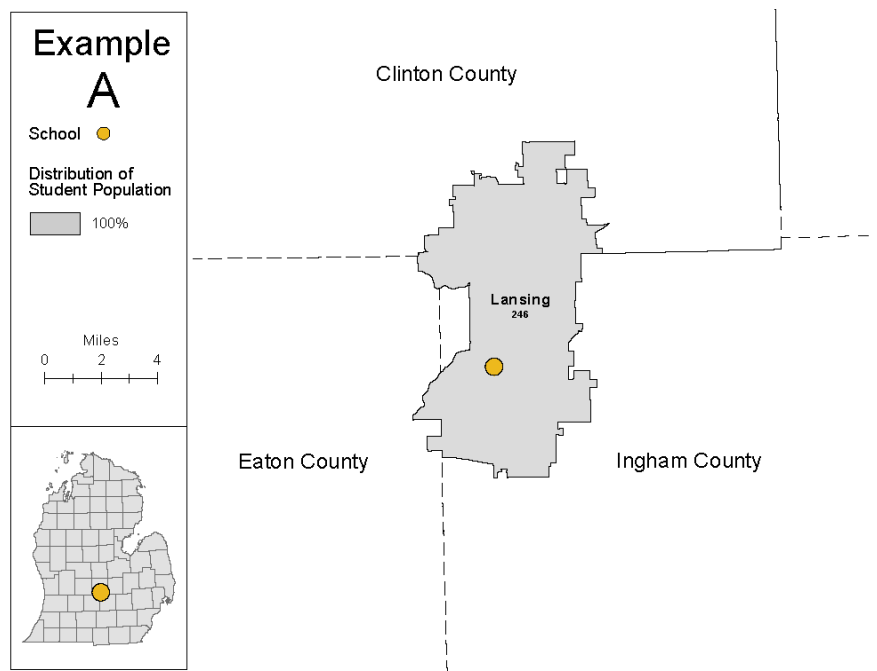 Example
A
School
Distribution of
Student Population
100%
Miles
0 2 4
Clinton County
Lansing
246
Eaton County
Ingham County